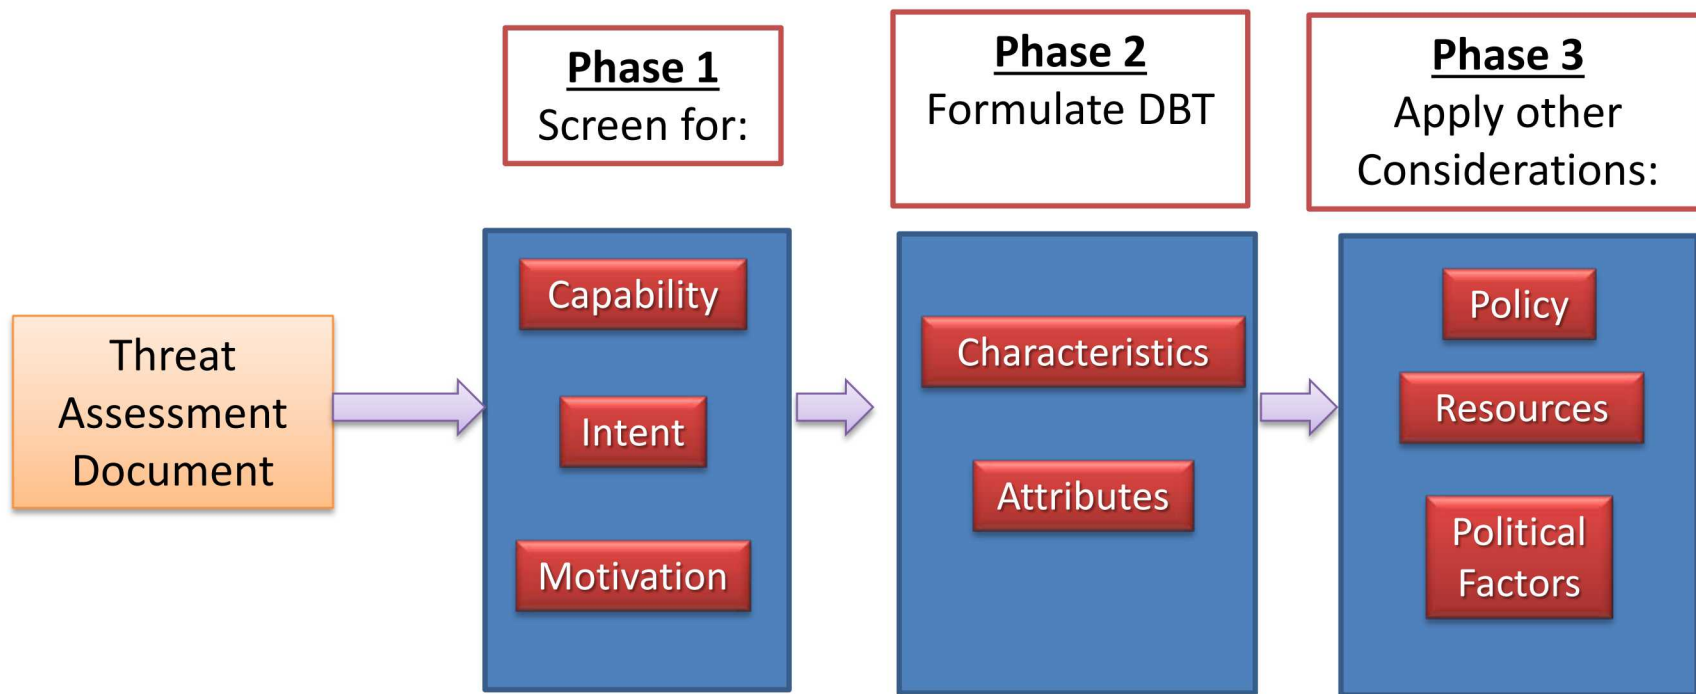 Phase 1
Screen for:
Phase 2
Formulate DBT
Phase 3
Apply other
Considerations:
Threat
Assessment
Document
Capability
Intent
Motivation
Characteristics
Attributes
Policy
Resources
Political
Factors